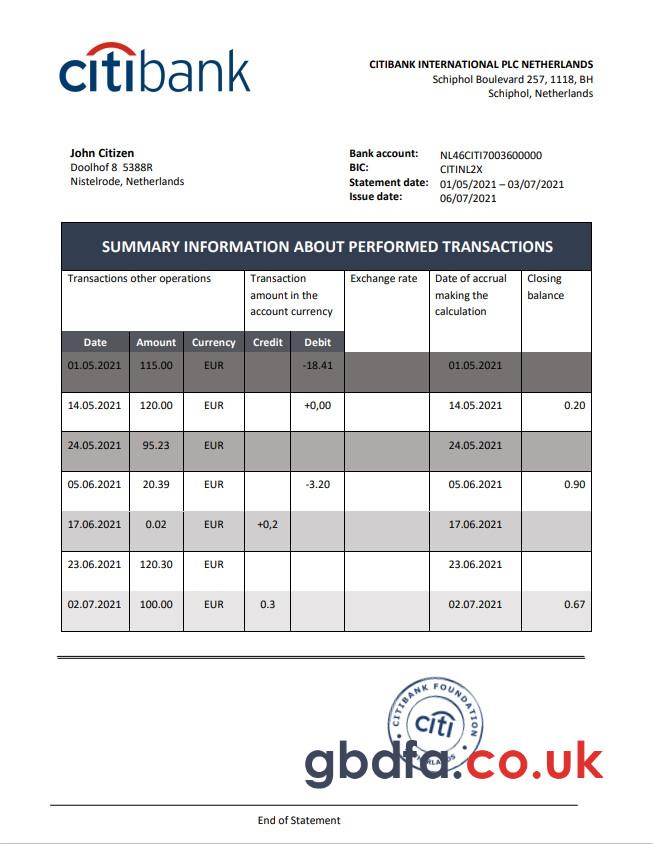 citibank
CITIBANK INTERNATIONAL PLC NETHERLANDS
Schiphol Boulevard 257, 1118, BH
Schiphol, Netherlands
John Citizen
Doolhof 8 5388R
Nistelrode, Netherlands
Bank account: NL46CITI7003600000
BIC: CITINL2X
Statement date: 01/05/2021 – 03/07/2021
Issue date: 06/07/2021
SUMMARY INFORMATION ABOUT PERFORMED TRANSACTIONS
Transactions other operations
Transaction
amount in the
account currency
Exchange rate
Date of accrual
making the
calculation
Closing
balance
Date Amount Currency Credit Debit
01.05.2021 115.00 EUR -18.41 01.05.2021
14.05.2021 120.00 EUR +0,00 14.05.2021 0.20
24.05.2021 95.23 EUR 24.05.2021
05.06.2021 20.39 EUR -3.20 05.06.2021 0.90
17.06.2021 0.02 EUR +0,2 17.06.2021
23.06.2021 120.30 EUR 23.06.2021
02.07.2021 100.00 EUR 0.3 02.07.2021 0.67
CITIBANK FOUNDATION
citi
gbdfa.co.uk
End of Statement